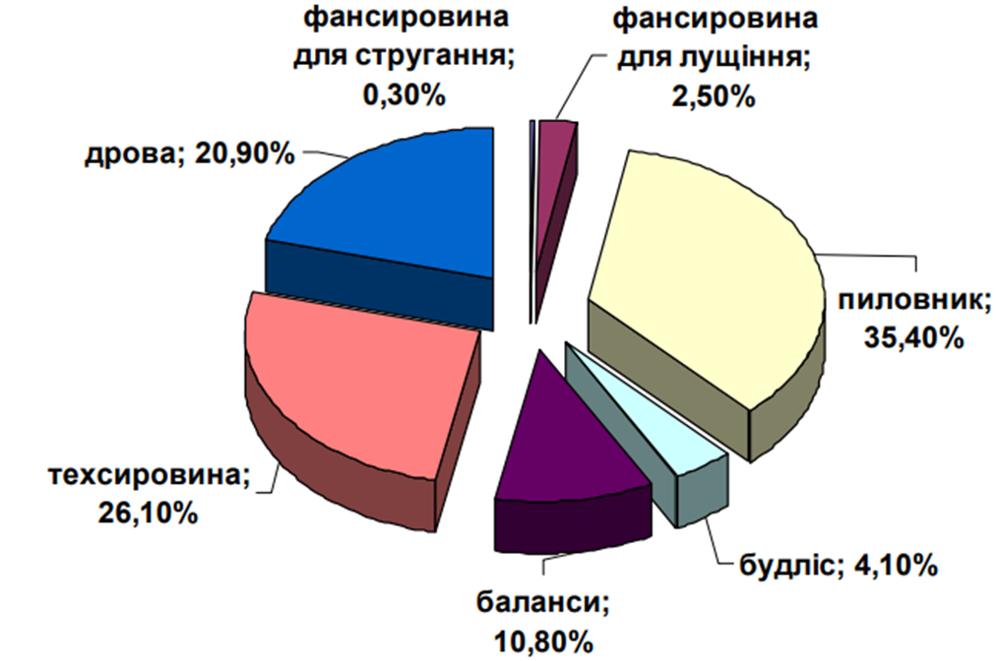 фансировина
для стругання;
0,30%
фансировина
для лущіння;
2,50%
дрова; 20,90%
пиловник;
35,40%
техсировина;
26,10%
будліс; 4,10%
баланси;
10,80%